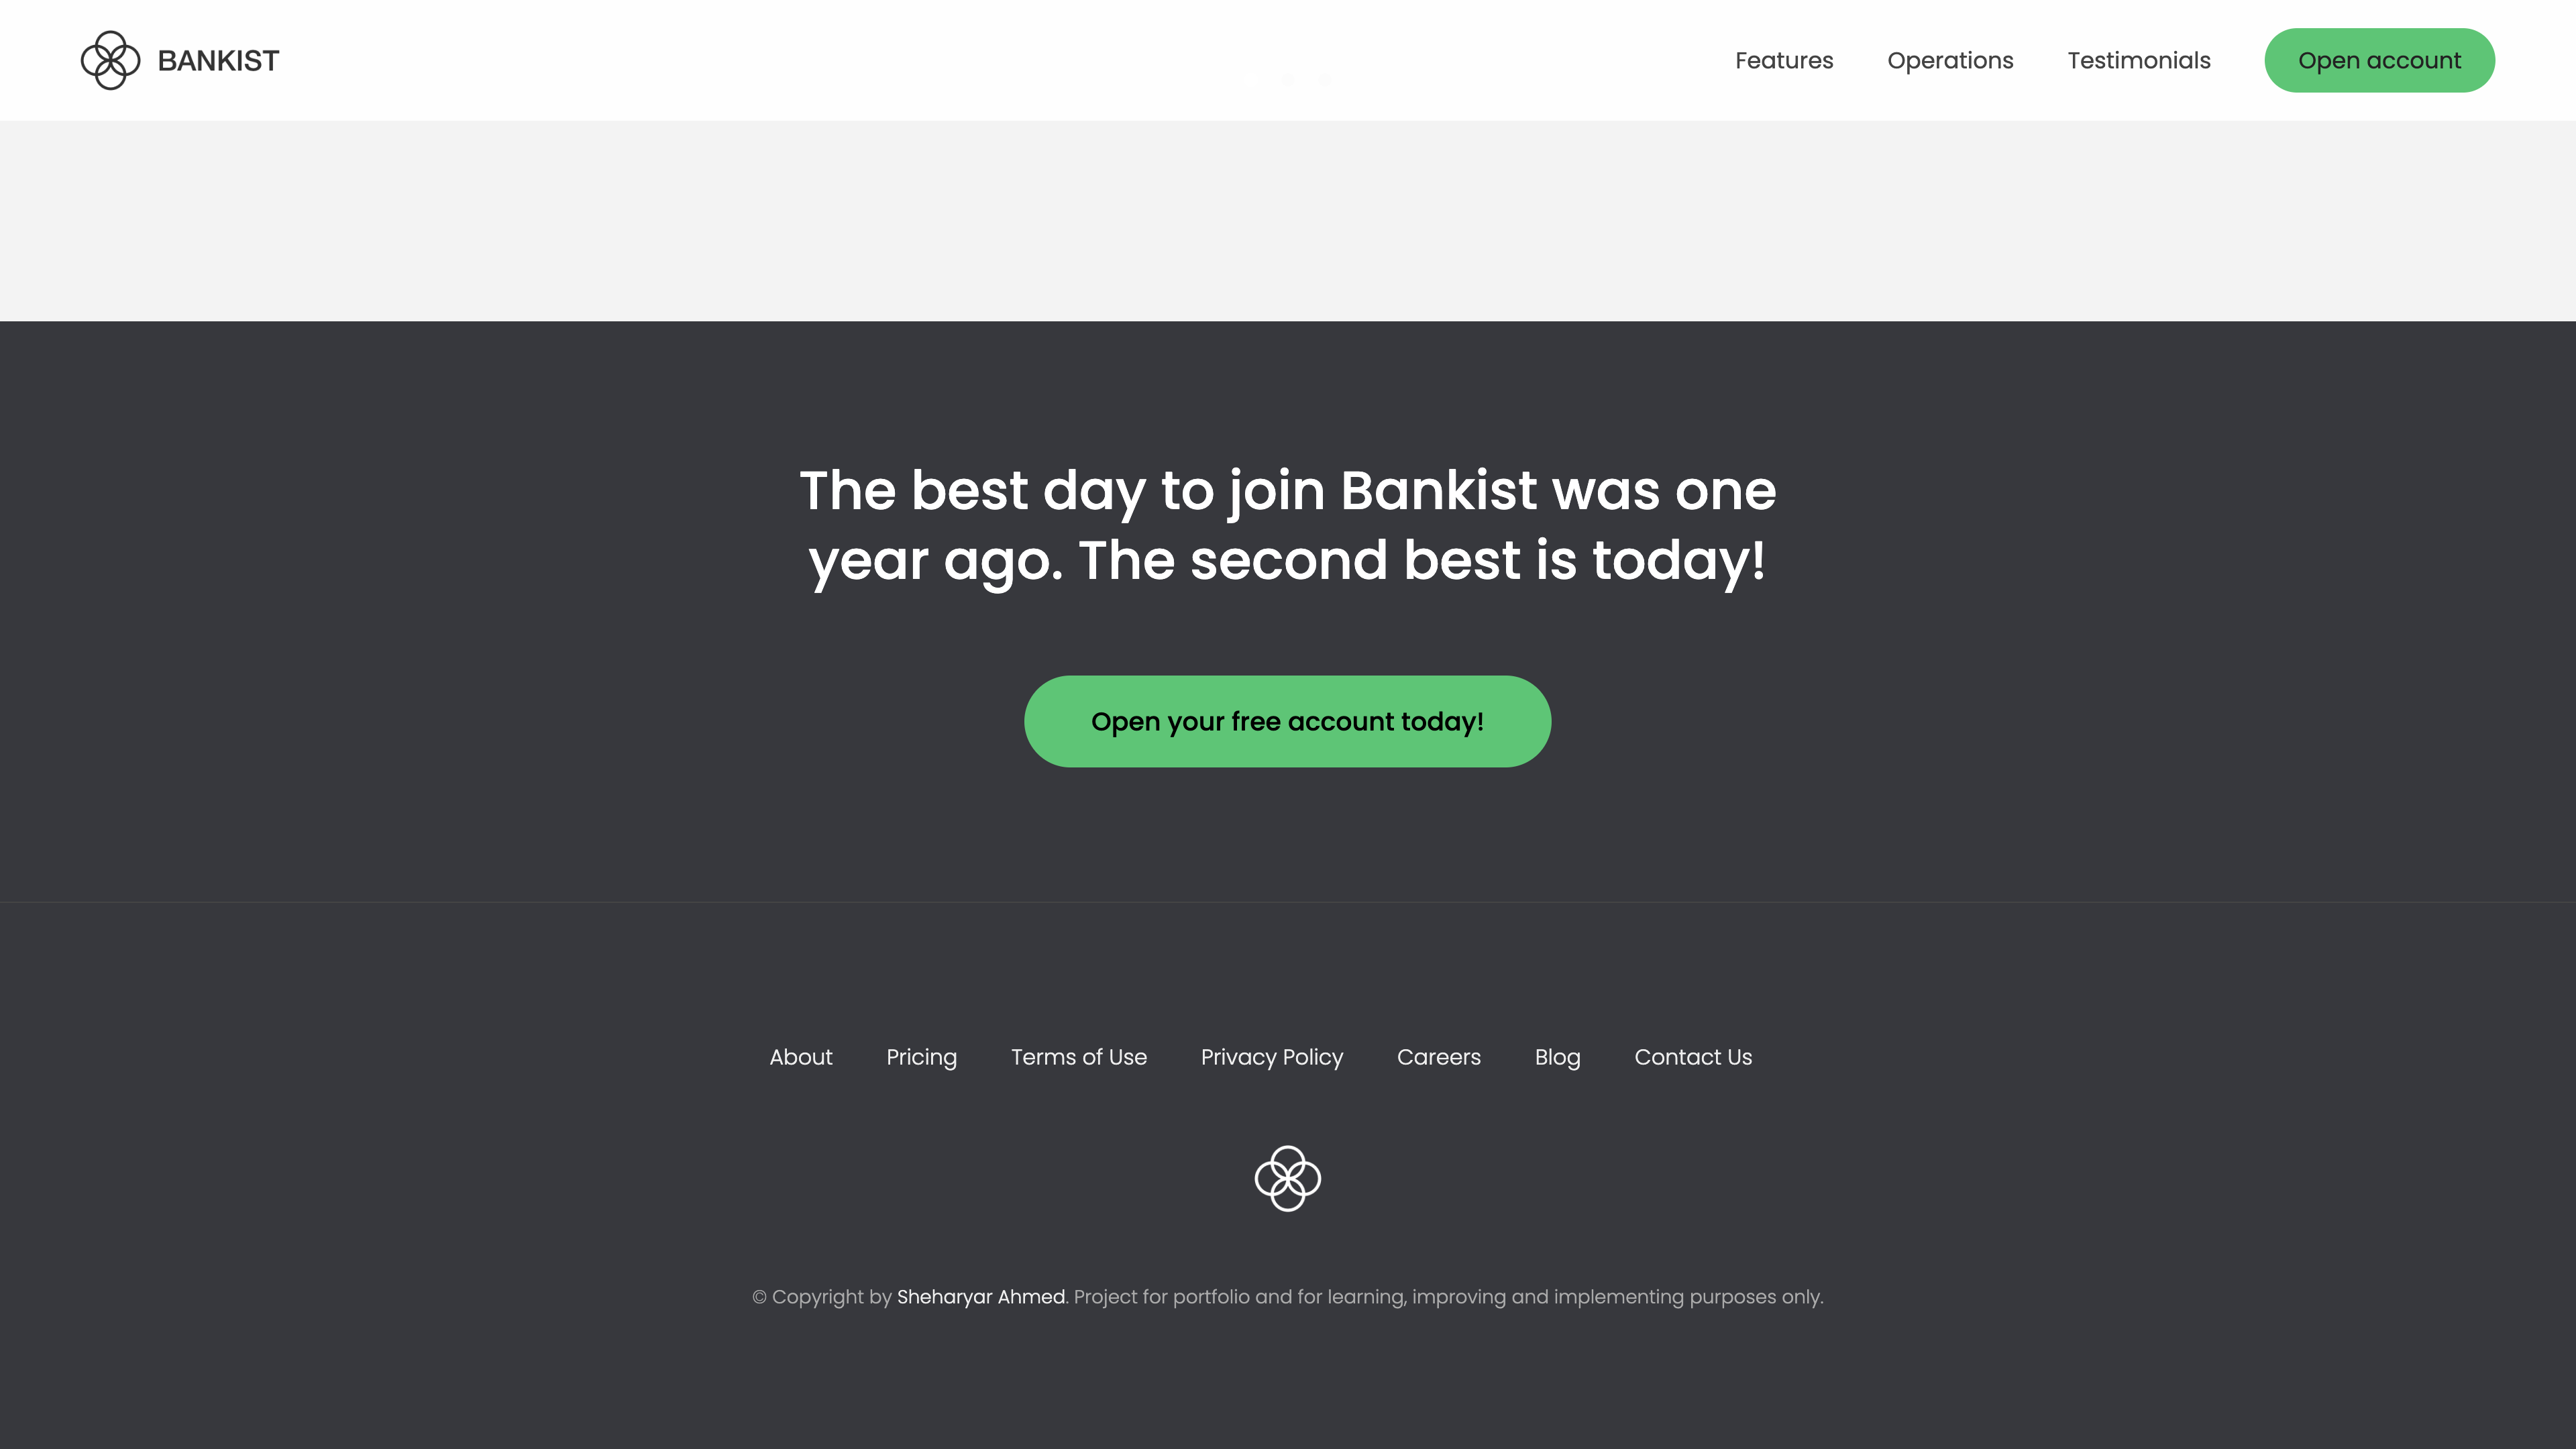 BANKIST
Features
Operations
Testimonials
Open account
The best day to join Bankist was one
year ago. The second best is today!
Open your free account today!
About
Pricing
Terms of Use
Privacy Policy
Careers
Blog
Contact Us
© Copyright by Sheharyar Ahmed. Project for portfolio and for learning, improving and implementing purposes only.